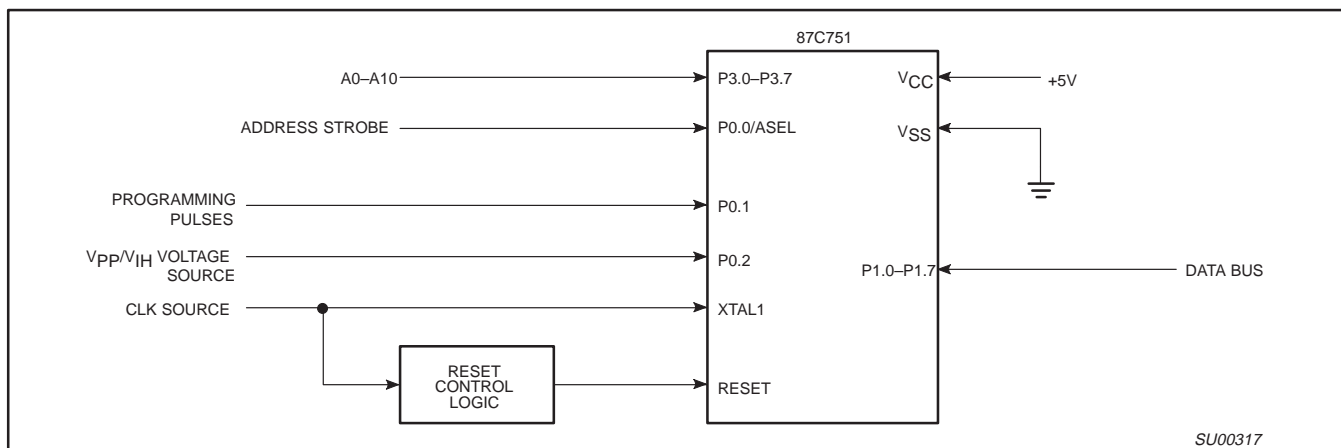 87C751
A0–A10
P3.0–P3.7
VCC
+5V
ADDRESS STROBE
P0.0/ASEL
VSS
PROGRAMMING
PULSES
P0.1
VPP/VIH VOLTAGE
SOURCE
P0.2
P1.0–P1.7
DATA BUS
CLK SOURCE
XTAL1
RESET
CONTROL
LOGIC
RESET
SU00317